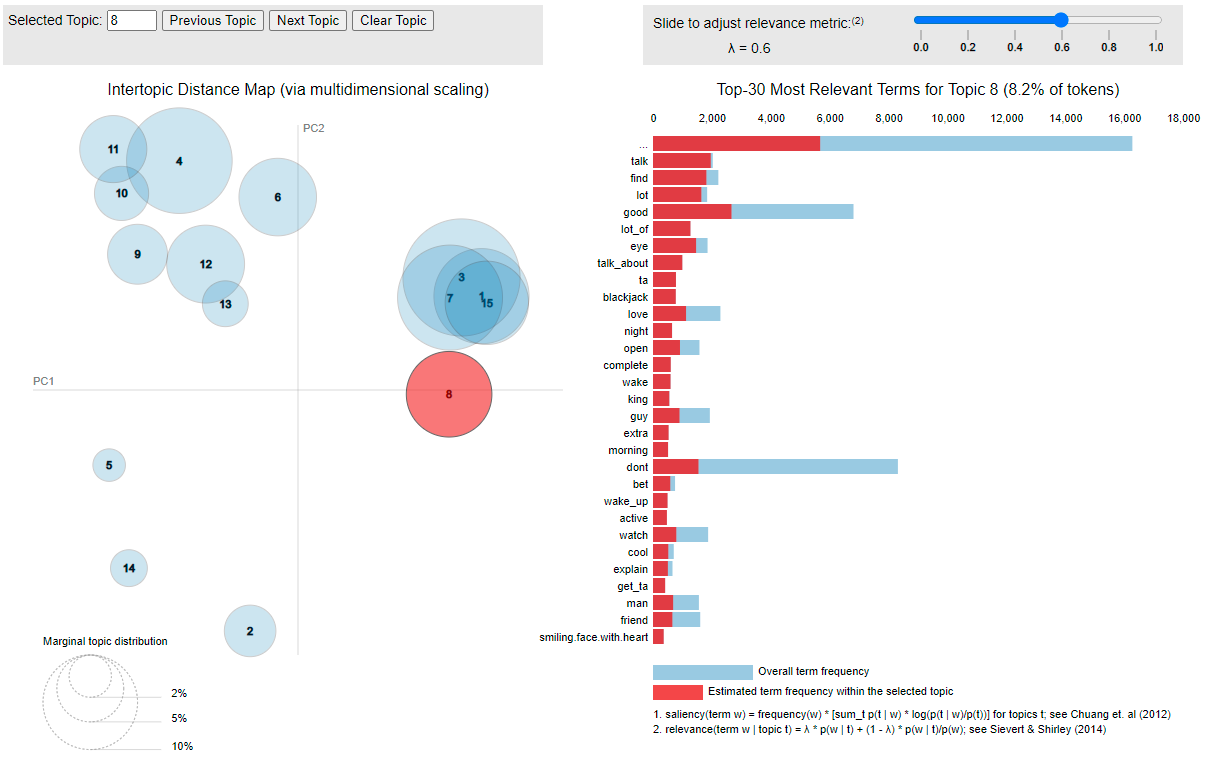 Selected Topic: 8 Previous Topic Next Topic Clear Topic
Slide to adjust relevance metric:(2)
λ = 0.6
0.0 0.2 0.4 0.6 0.8 1.0
Intertopic Distance Map (via multidimensional scaling)
PC2
PC1
11
4
10
6
9
12
13
3
7
1
15
8
5
14
2
Marginal topic distribution
2%
5%
10%
Top-30 Most Relevant Terms for Topic 8 (8.2% of tokens)
0 2,000 4,000 6,000 8,000 10,000 12,000 14,000 16,000 18,000
...
talk
find
lot
good
lot_of
eye
talk_about
ta
blackjack
love
night
open
complete
wake
king
guy
extra
morning
dont
bet
wake_up
active
watch
cool
explain
get_ta
man
friend
smiling.face.with.heart
Overall term frequency
Estimated term frequency within the selected topic
1. saliency(term w) = frequency(w) * [sum_t p(t | w) * log(p(t | w)/p(t))] for topics t; see Chuang et. al (2012)
2. relevance(term w | topic t) = λ * p(w | t) + (1 - λ) * p(w | t)/p(w); see Sievert & Shirley (2014)